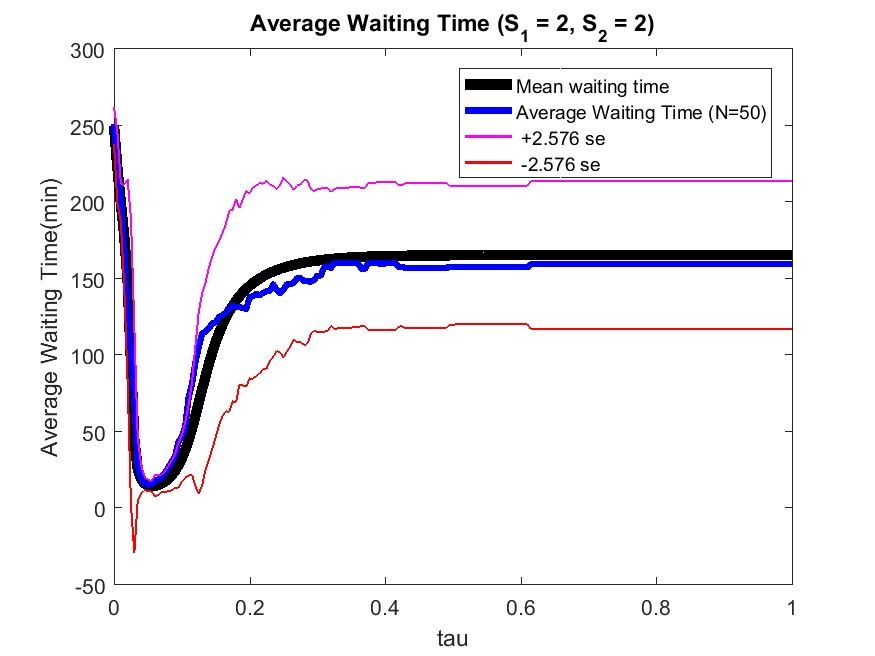 Average Waiting Time (S1 = 2, S2 = 2)
300
250
200
150
100
50
0
-50
Average Waiting Time(min)
Mean waiting time
Average Waiting Time (N=50)
+2.576 se
-2.576 se
0
0.2
0.4
0.6
0.8
1
tau